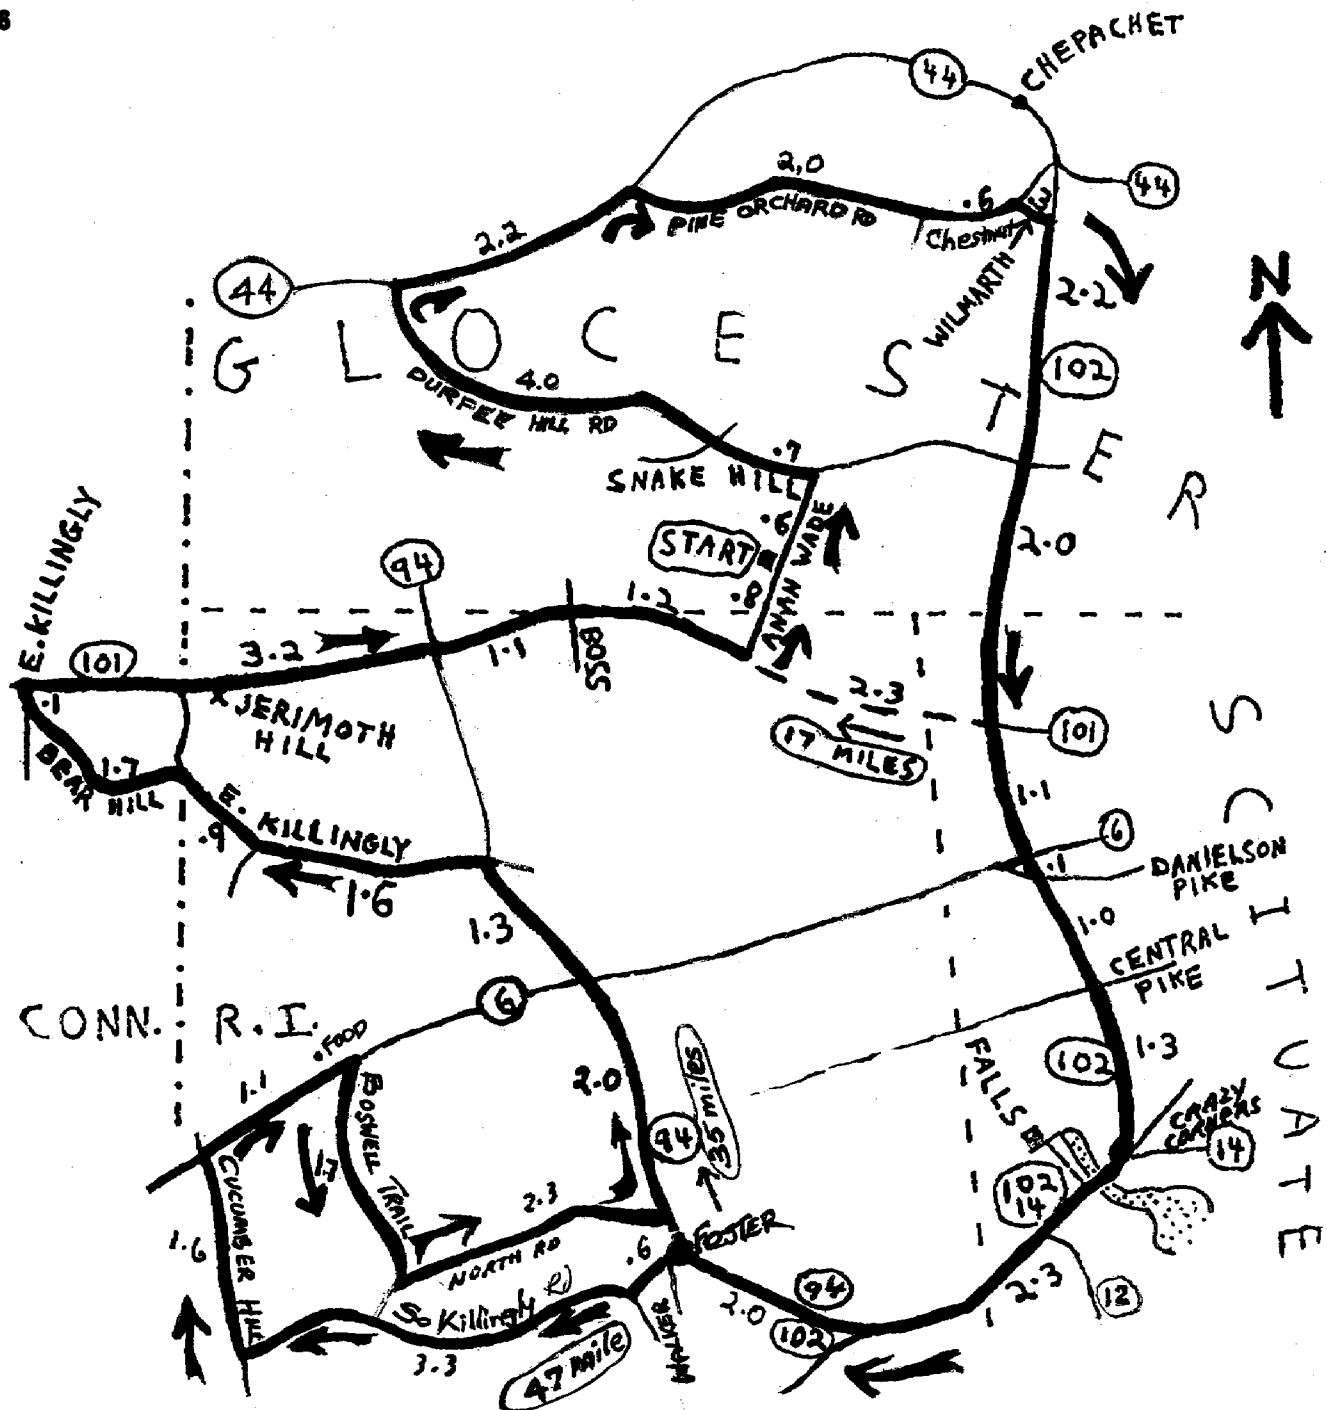 6
CHEPACHET
44
44
2.0
.6
.3
PINE ORCHARD RD
Chestnut
WILMARTH
2.2
44
2.2
N
GLOCESTER
102
DURFEE HILL RD
4.0
.7
SNAKE HILL
.6
START
ANAN WADE
.8
2.0
E. KILLINGLY
94
1.2
101
3.2
1.1
BOSS
.1
X JERIMOTH
HILL
2.3
17 MILES
101
BEAR HILL
1.7
E. KILLINGLY
.9
1.6
1.1
6
.1
DANIELSON
PIKE
SCITUATE
1.3
1.0
CENTRAL
PIKE
CONN.
R.I.
6
.FOOD
1.1
2.0
35 miles
FALLS
102
1.3
CRAZY
CORNERS
14
BOSWELL TRAIL
1.7
94
102
14
CUCUMBER HILL
1.6
2.3
NORTH RD
.6
FOSTER
So Killingly Rd
3.3
47 mile
WALKER
2.0
94
102
2.3
12